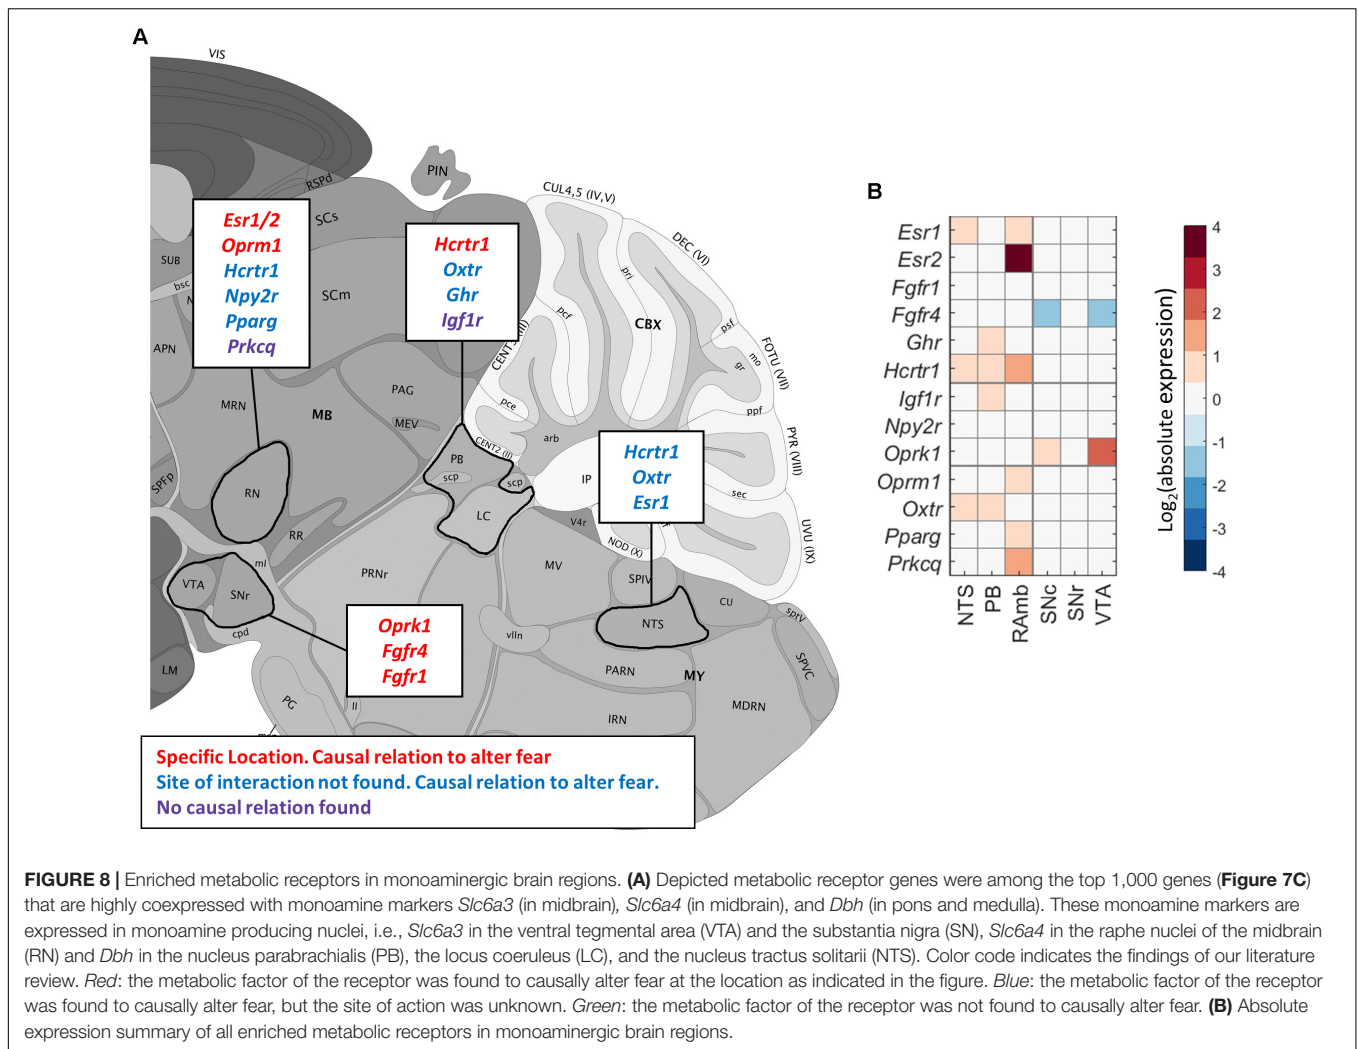 A
VIS
PIN
RSPd
SCs
CUL4,5 (IV,V)
DEC (VI)
Esr1/2
Oprm1
Hcrtr1
Npy2r
Pparg
Prkcq
Hcrtr1
Oxtr
Ghr
Igf1r
SUB
bsc
SCm
APN
MRN
MB
PAG
MEV
pri
pcf
CBX
psf
mo
gr
FOTU (VII)
pce
ppf
PYR (VIII)
CENT2 (II)
arb
PB
scp
scp
IP
sec
Hcrtr1
Oxtr
Esr1
SPFp
RN
LC
V4r
NOD (X)
UVU (IX)
RR
ml
VTA
SNr
PRNr
MV
SPIV
CU
sptV
cpd
NTS
vlln
Oprk1
Fgfr4
Fgfr1
PARN
MY
SPVC
LM
PG
ll
IRN
MDRN
Specific Location. Causal relation to alter fear
Site of interaction not found. Causal relation to alter fear.
No causal relation found
B
Esr1
Esr2
Fgfr1
Fgfr4
Ghr
Hcrtr1
Igf1r
Npy2r
Oprk1
Oprm1
Oxtr
Pparg
Prkcq
NTS
PB
RAmb
SNc
SNr
VTA
Log2(absolute expression)
4
3
2
1
0
-1
-2
-3
-4
FIGURE 8 | Enriched metabolic receptors in monoaminergic brain regions. (A) Depicted metabolic receptor genes were among the top 1,000 genes (Figure 7C)
that are highly coexpressed with monoamine markers Slc6a3 (in midbrain), Slc6a4 (in midbrain), and Dbh (in pons and medulla). These monoamine markers are
expressed in monoamine producing nuclei, i.e., Slc6a3 in the ventral tegmental area (VTA) and the substantia nigra (SN), Slc6a4 in the raphe nuclei of the midbrain
(RN) and Dbh in the nucleus parabrachialis (PB), the locus coeruleus (LC), and the nucleus tractus solitarii (NTS). Color code indicates the findings of our literature
review. Red: the metabolic factor of the receptor was found to causally alter fear at the location as indicated in the figure. Blue: the metabolic factor of the receptor
was found to causally alter fear, but the site of action was unknown. Green: the metabolic factor of the receptor was not found to causally alter fear. (B) Absolute
expression summary of all enriched metabolic receptors in monoaminergic brain regions.